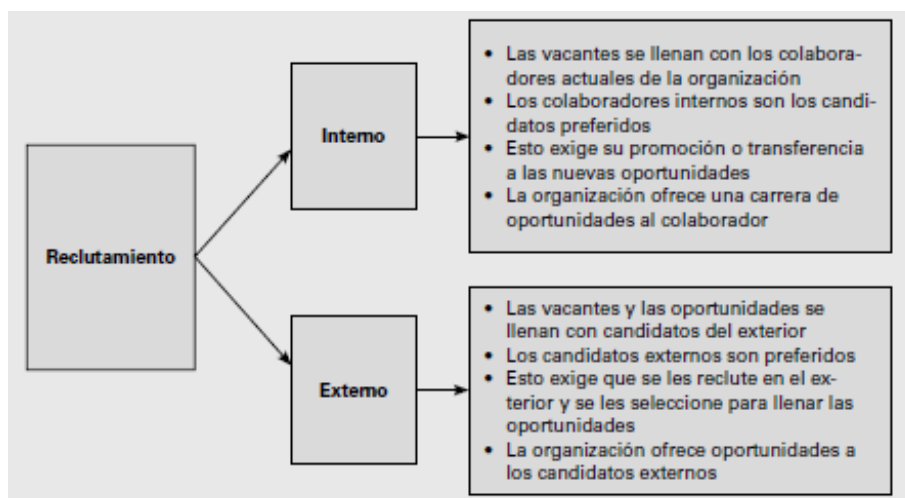 Reclutamiento
Interno
• Las vacantes se llenan con los colabora-
dores actuales de la organización
• Los colaboradores internos son los candi-
datos preferidos
• Esto exige su promoción o transferencia
a las nuevas oportunidades
• La organización ofrece una carrera de
oportunidades al colaborador
Externo
• Las vacantes y las oportunidades se
llenan con candidatos del exterior
• Los candidatos externos son preferidos
• Esto exige que se les reclute en el ex-
terior y se les seleccione para llenar las
oportunidades
• La organización ofrece oportunidades a
los candidatos externos